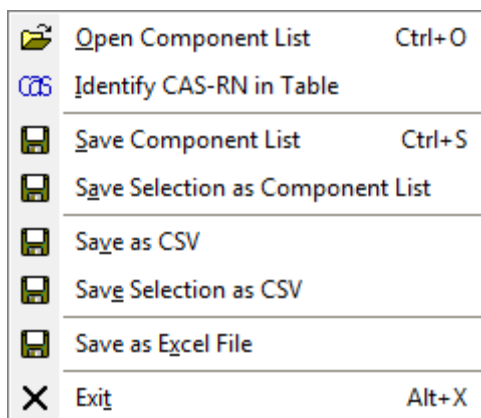 Open Component List Ctrl+O
CAS Identify CAS-RN in Table
Save Component List Ctrl+S
Save Selection as Component List
Save as CSV
Save Selection as CSV
Save as Excel File
Exit Alt+X